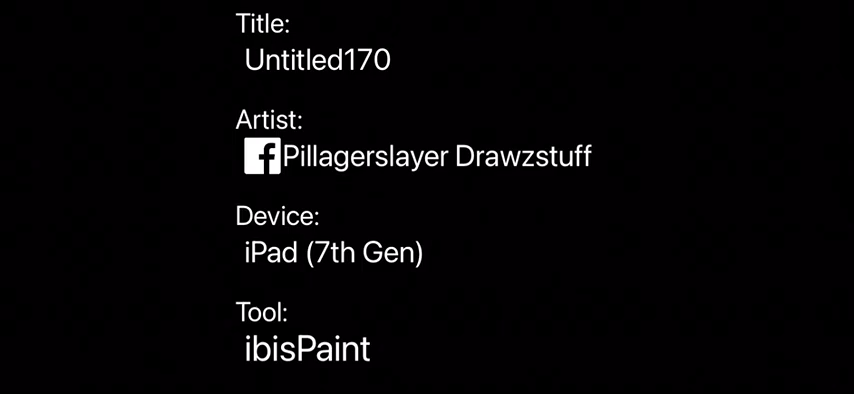 Title:
Untitled170
Artist:
Pillagerslayer Drawzstuff
Device:
iPad (7th Gen)
Tool:
ibisPaint